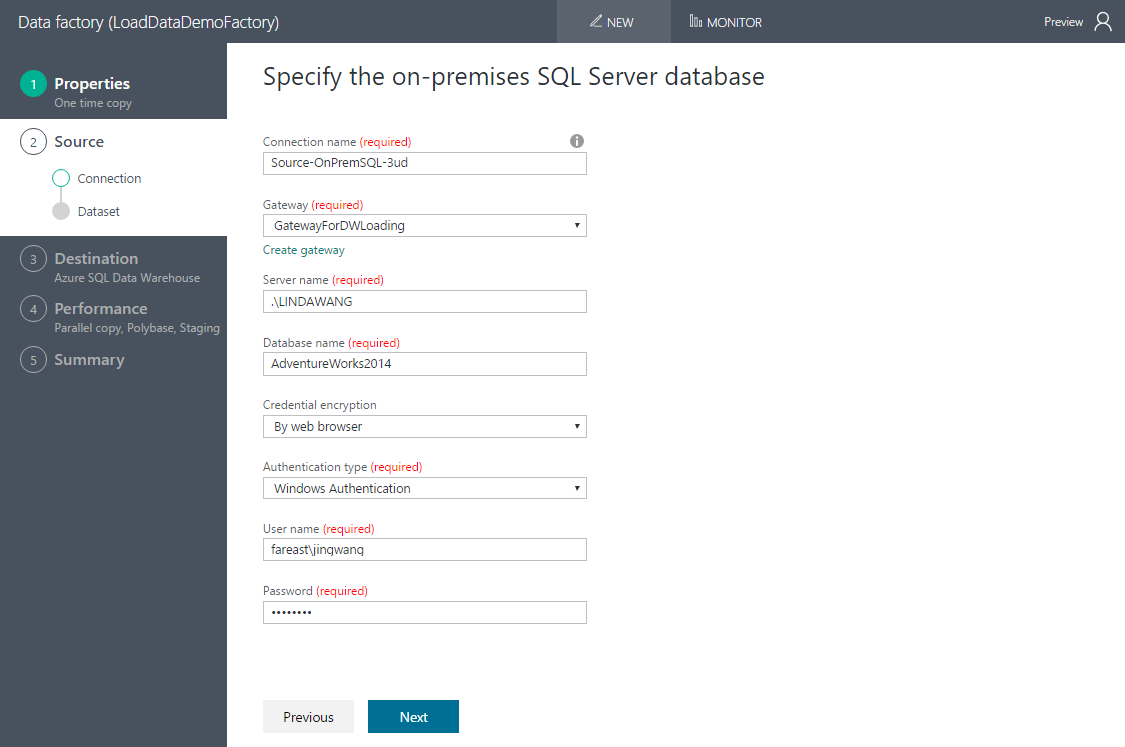 Data factory (LoadDataDemoFactory)
NEW
MONITOR
Preview
1 Properties
One time copy
2 Source
Connection
Dataset
3 Destination
Azure SQL Data Warehouse
4 Performance
Parallel copy, Polybase, Staging
5 Summary
Specify the on-premises SQL Server database
Connection name (required)
Source-OnPremSQL-3ud
Gateway (required)
GatewayForDWLoading
Create gateway
Server name (required)
.\LINDAWANG
Database name (required)
AdventureWorks2014
Credential encryption
By web browser
Authentication type (required)
Windows Authentication
User name (required)
fareast\jingwang
Password (required)
••••••••
Previous
Next